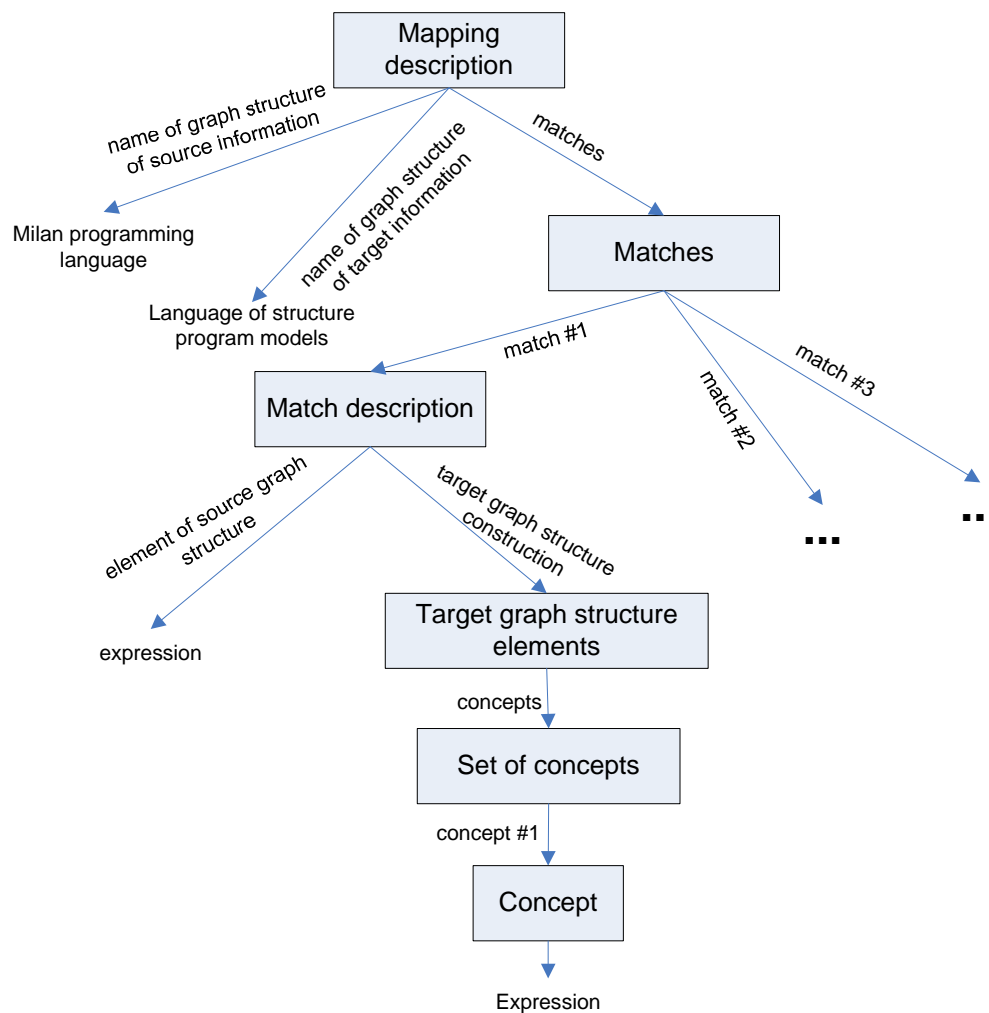 Mapping
description
name of graph structure
of source information
name of graph structure
of target information
matches
Milan programming
language
Language of structure
program models
Matches
match #1
match #2
match #3
Match description
element of source graph
structure
target graph structure
construction
...
..
expression
Target graph structure
elements
concepts
Set of concepts
concept #1
Concept
Expression